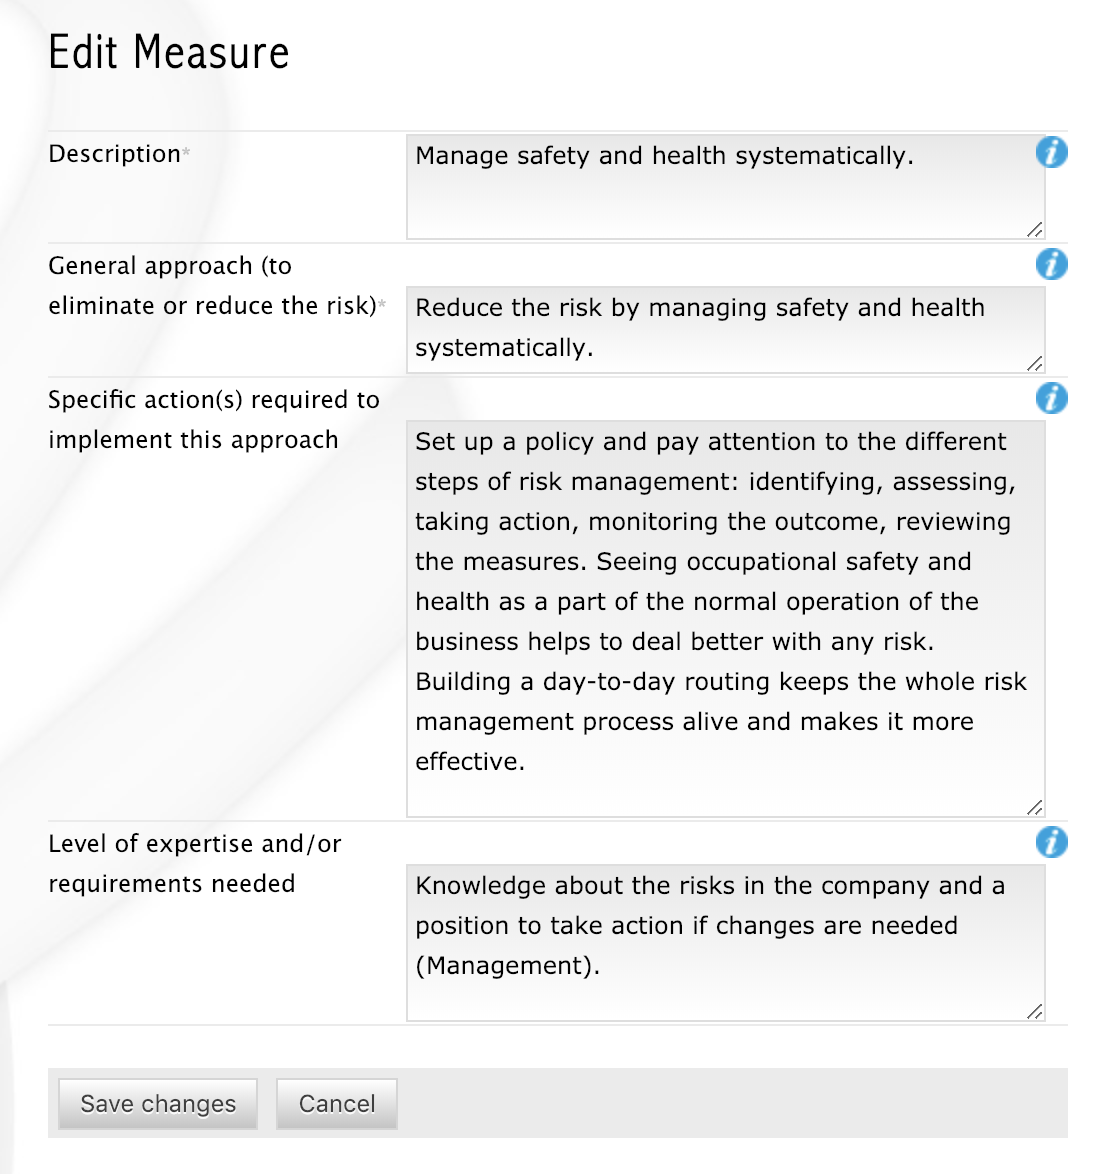 Edit Measure
Description*
Manage safety and health systematically.
General approach (to
eliminate or reduce the risk)*
Reduce the risk by managing safety and health
systematically.
Specific action(s) required to
implement this approach
Set up a policy and pay attention to the different
steps of risk management: identifying, assessing,
taking action, monitoring the outcome, reviewing
the measures. Seeing occupational safety and
health as a part of the normal operation of the
business helps to deal better with any risk.
Building a day-to-day routing keeps the whole risk
management process alive and makes it more
effective.
Level of expertise and/or
requirements needed
Knowledge about the risks in the company and a
position to take action if changes are needed
(Management).
Save changes
Cancel